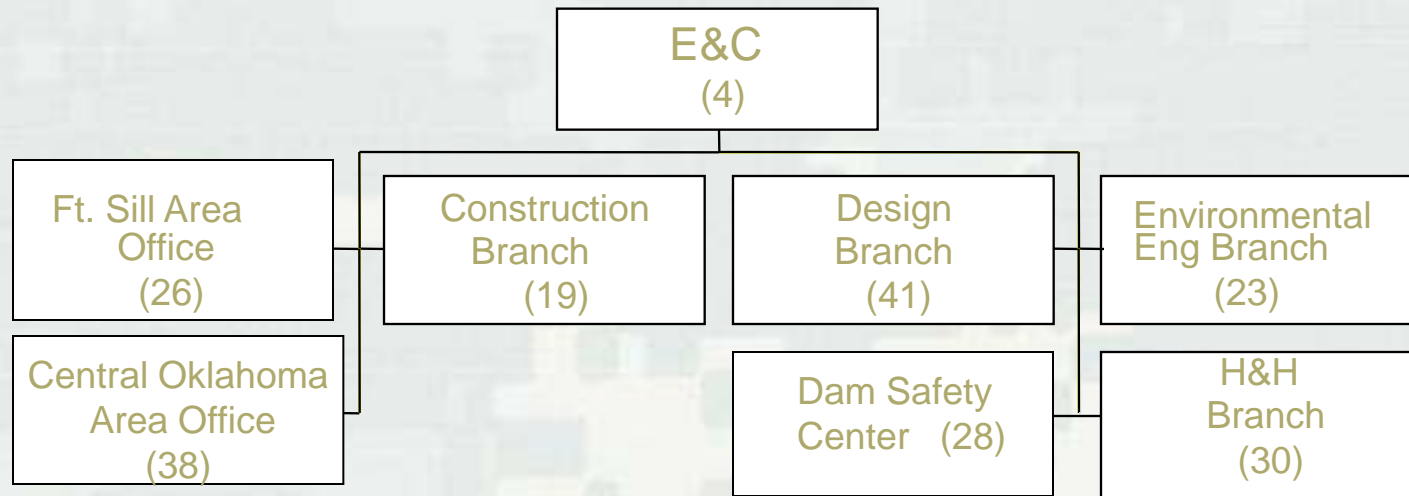 E&C
(4)
Ft. Sill Area
Office
(26)
Construction
Branch
(19)
Design
Branch
(41)
Environmental
Eng Branch
(23)
Central Oklahoma
Area Office
(38)
Dam Safety
Center (28)
H&H
Branch
(30)